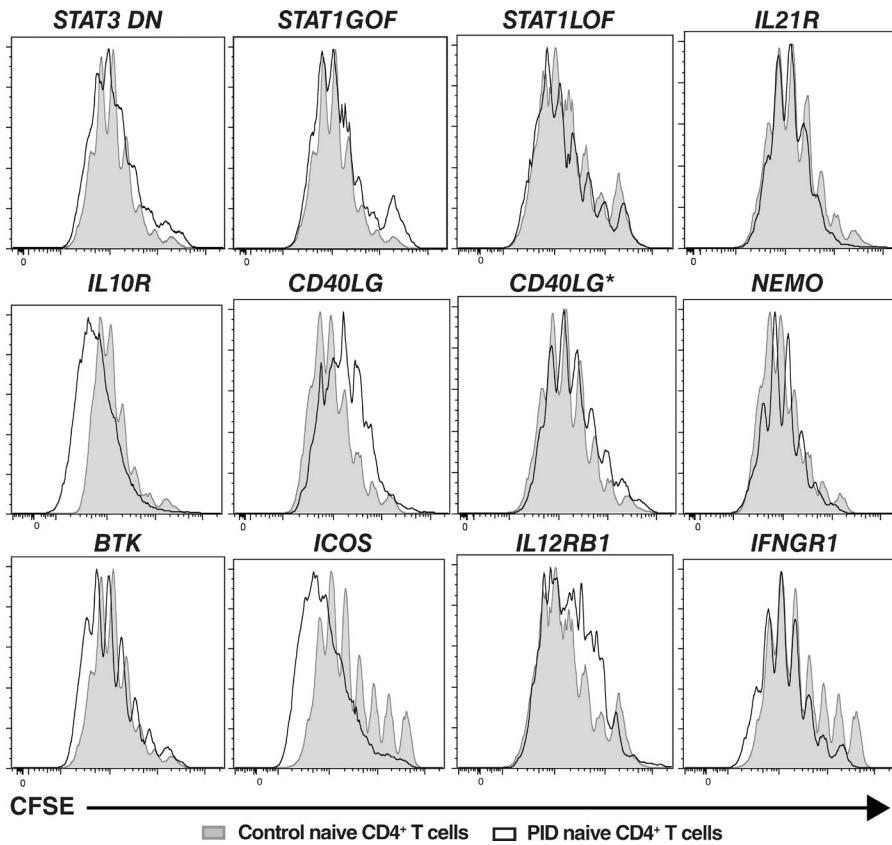 STAT3 DN STAT1GOF STAT1LOF IL21R
0 0 0 0
IL10R CD40LG CD40LG* NEMO
0 0 0 0
BTK ICOS IL12RB1 IFNGR1
0 0 0 0
CFSE
Control naive CD4⁺ T cells PID naive CD4⁺ T cells